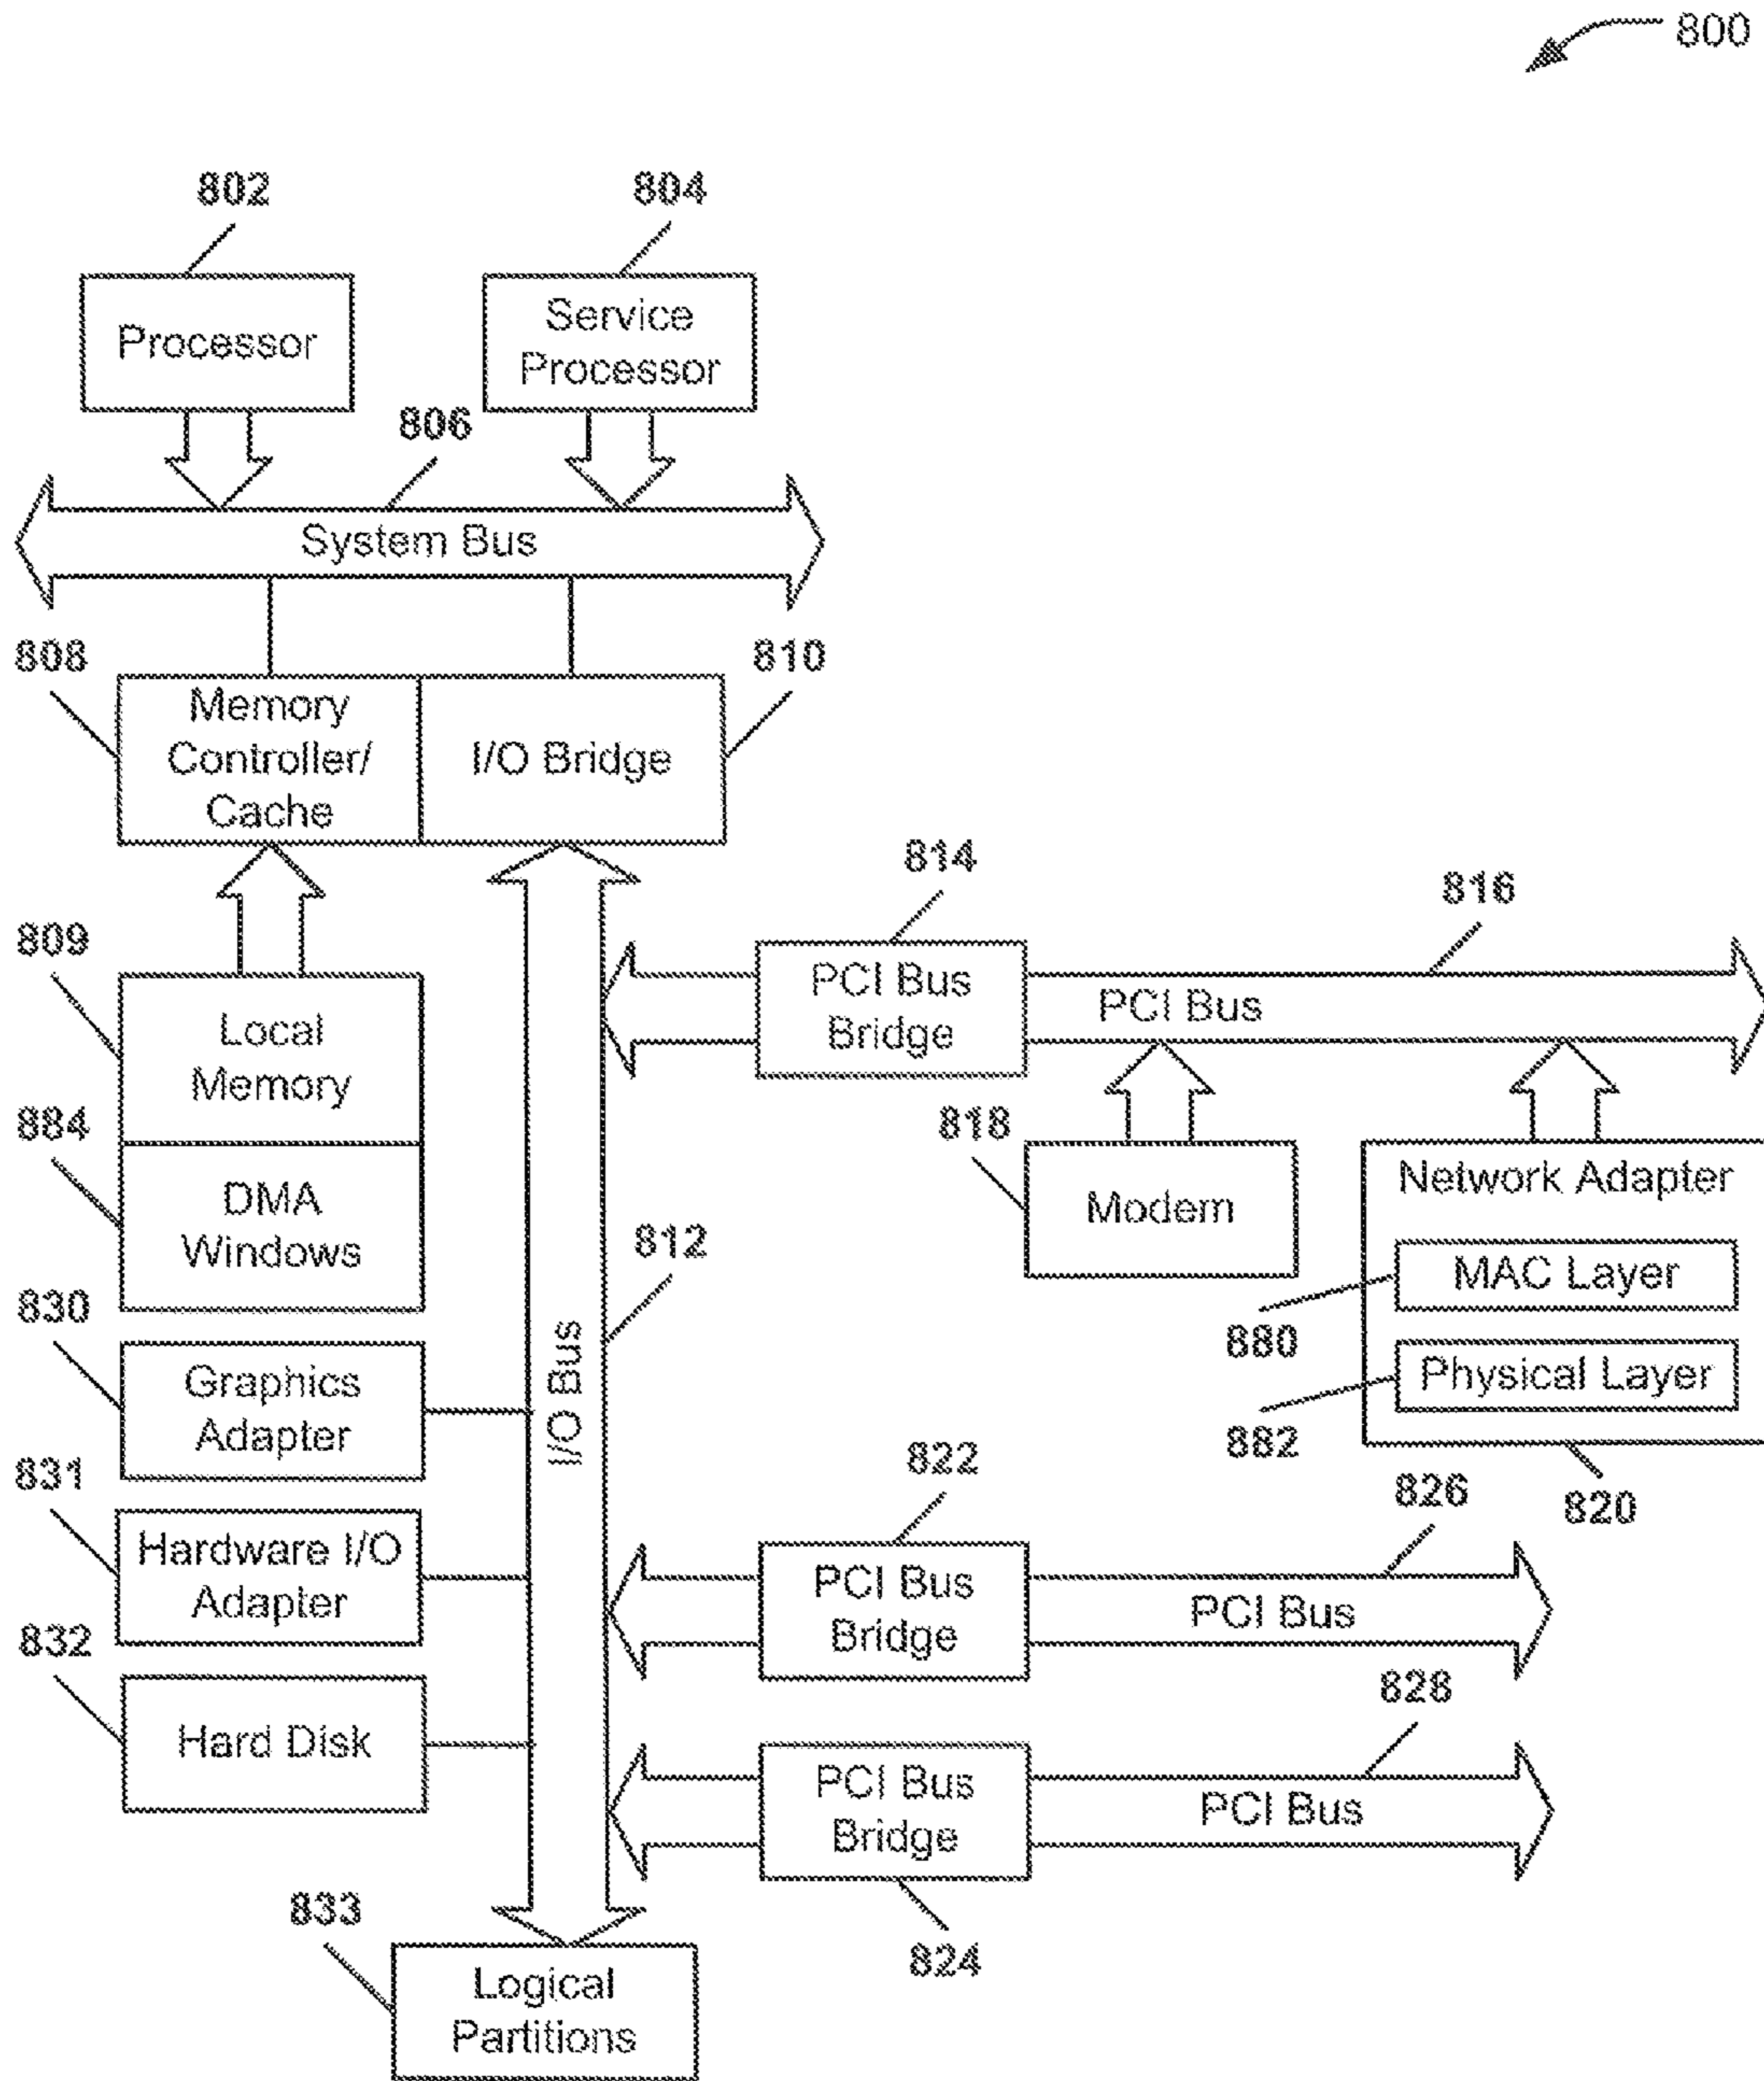 800
802
804
Processor
Service
Processor
806
System Bus
808
810
Memory
Controller/
Cache
I/O Bridge
814
816
809
PCI Bus
Bridge
PCI Bus
Local
Memory
884
818
DMA
Windows
Modem
Network Adapter
812
MAC Layer
880
830
Physical Layer
882
Graphics
Adapter
I/O Bus
831
822
826
820
Hardware I/O
Adapter
PCI Bus
Bridge
PCI Bus
832
828
Hard Disk
PCI Bus
Bridge
PCI Bus
833
824
Logical
Partitions